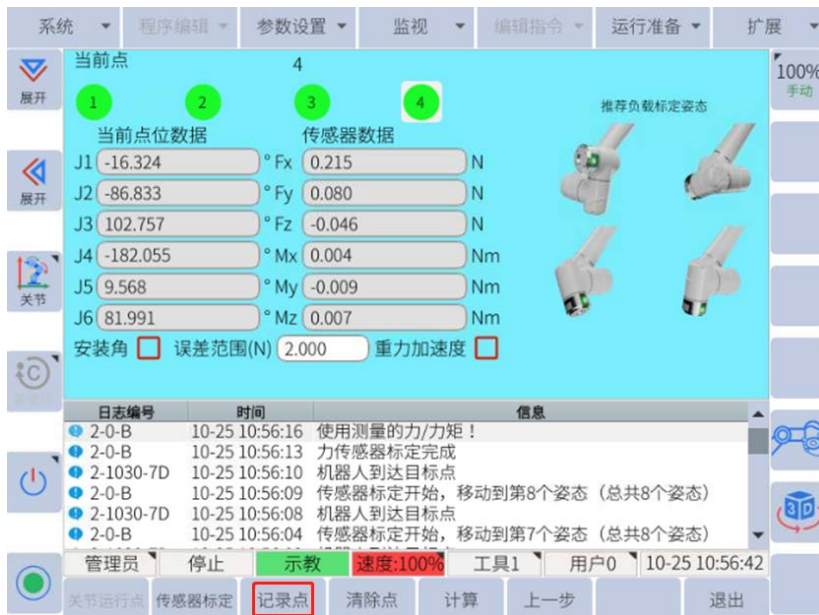 系统 程序编辑 参数设置 监视 编辑指令 运行准备 扩展
当前点 4
展开
100%
手动
1 2 3 4
推荐负载标定姿态
当前点位数据 传感器数据
J1 -16.324 ° Fx 0.215 N
展开
J2 -86.833 ° Fy 0.080 N
J3 102.757 ° Fz -0.046 N
J4 -182.055 ° Mx 0.004 Nm
J5 9.568 ° My -0.009 Nm
关节
J6 81.991 ° Mz 0.007 Nm
安装角 误差范围(N) 2.000 重力加速度
日志编号 时间 信息
2-0-B 10-25 10:56:16 使用测量的力/力矩！
2-0-B 10-25 10:56:13 力传感器标定完成
2-1030-7D 10-25 10:56:10 机器人到达目标点
2-0-B 10-25 10:56:09 传感器标定开始，移动到第8个姿态（总共8个姿态）
2-1030-7D 10-25 10:56:08 机器人到达目标点
2-0-B 10-25 10:56:04 传感器标定开始，移动到第7个姿态（总共8个姿态）
3D
管理员 停止 示教 速度:100% 工具1 用户0 10-25 10:56:42
关节运行点 传感器标定 记录点 清除点 计算 上一步 退出